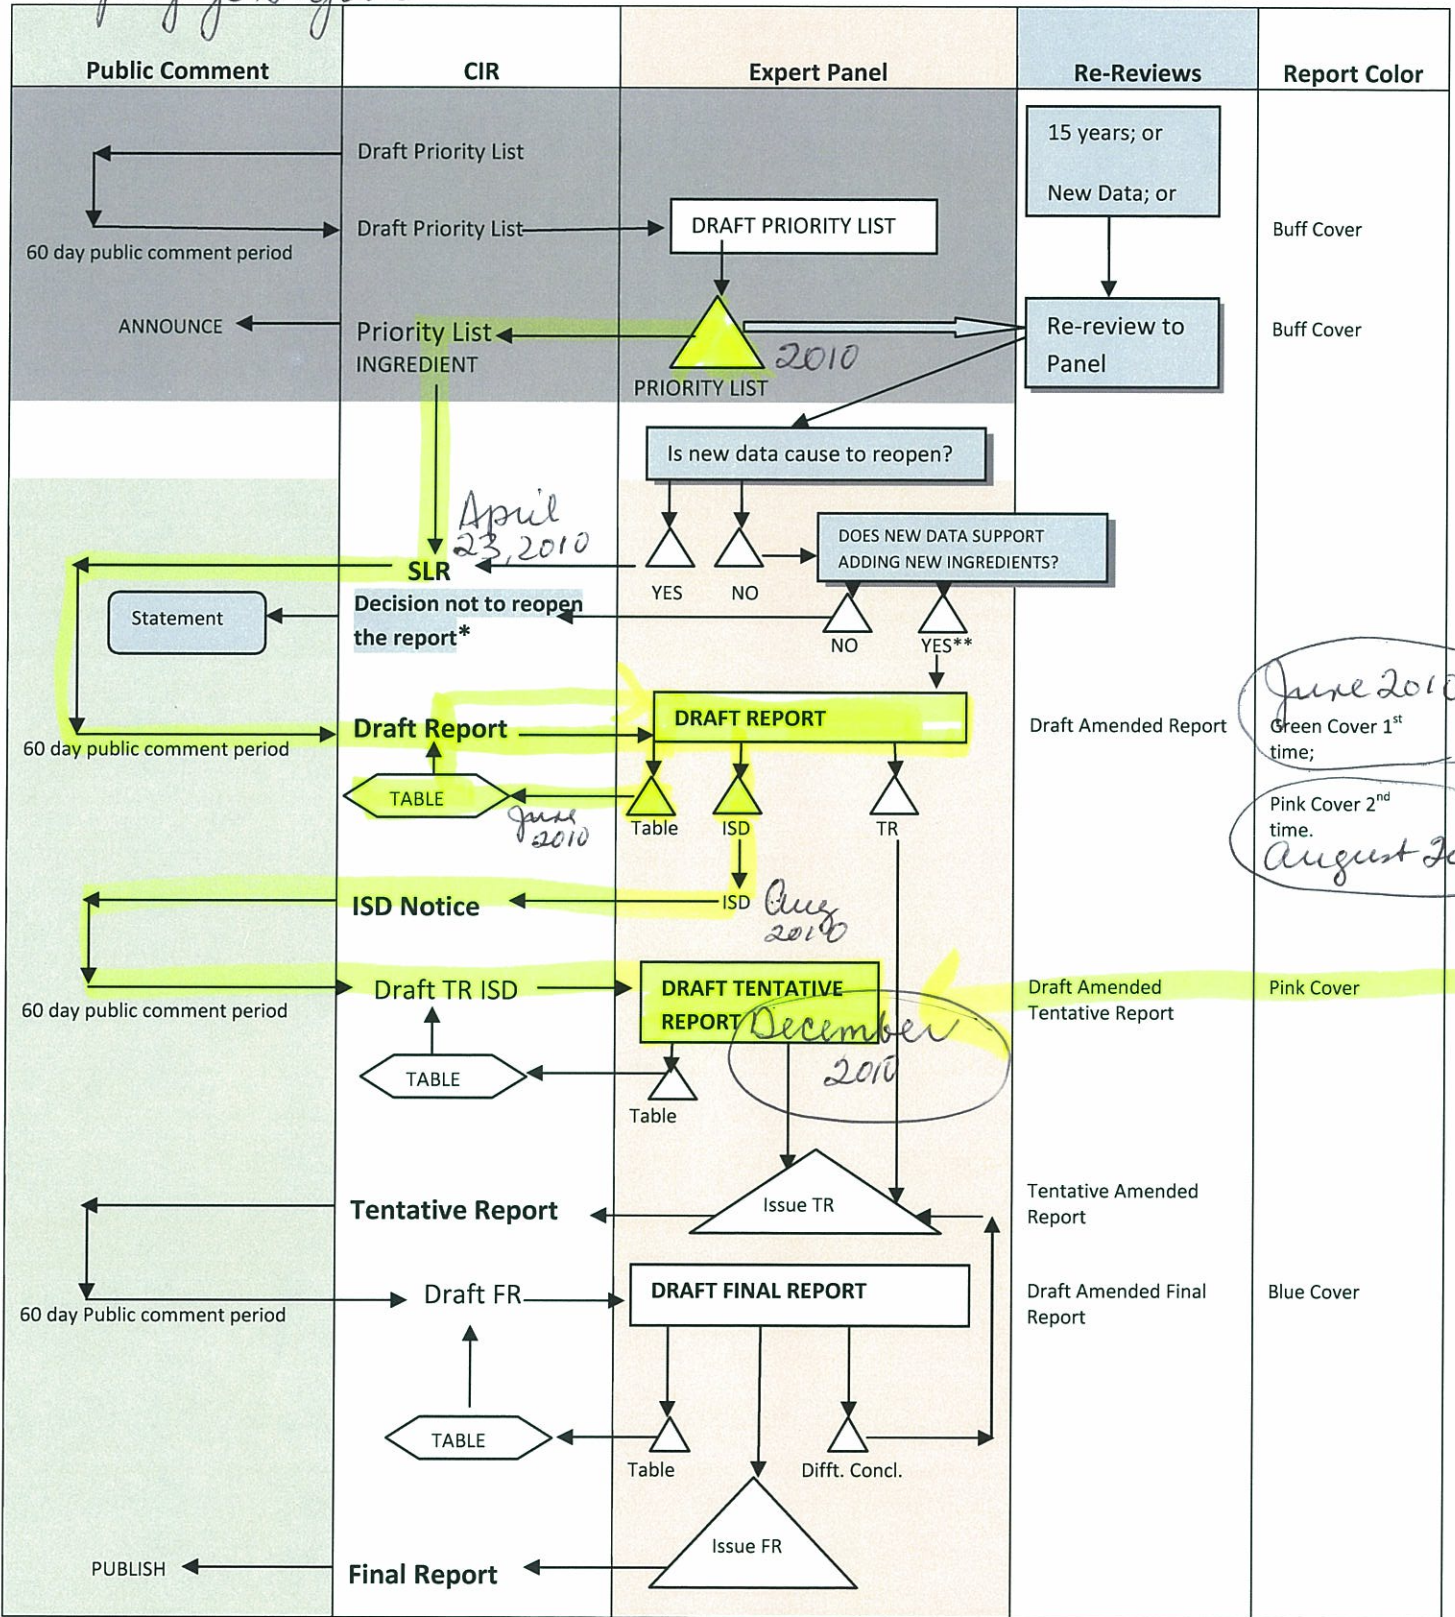 Public Comment
CIR
Expert Panel
Re-Reviews
Report Color
Draft Priority List
15 years; or
New Data; or
60 day public comment period
Draft Priority List
DRAFT PRIORITY LIST
Buff Cover
ANNOUNCE
Priority List
INGREDIENT
2010
PRIORITY LIST
Re-review to
Panel
Buff Cover
Is new data cause to reopen?
April
23, 2010
SLR
YES
NO
DOES NEW DATA SUPPORT
ADDING NEW INGREDIENTS?
Statement
Decision not to reopen
the report*
NO
YES**
60 day public comment period
Draft Report
DRAFT REPORT
Draft Amended Report
June 2010
Green Cover 1st
time;
TABLE
June
2010
Table
ISD
TR
Pink Cover 2nd
time.
August
ISD Notice
ISD
Aug
2010
60 day public comment period
Draft TR ISD
DRAFT TENTATIVE
REPORT
December
2010
Draft Amended
Tentative Report
Pink Cover
TABLE
Table
Tentative Report
Issue TR
Tentative Amended
Report
60 day Public comment period
Draft FR
DRAFT FINAL REPORT
Draft Amended Final
Report
Blue Cover
TABLE
Table
Difft. Concl.
PUBLISH
Final Report
Issue FR